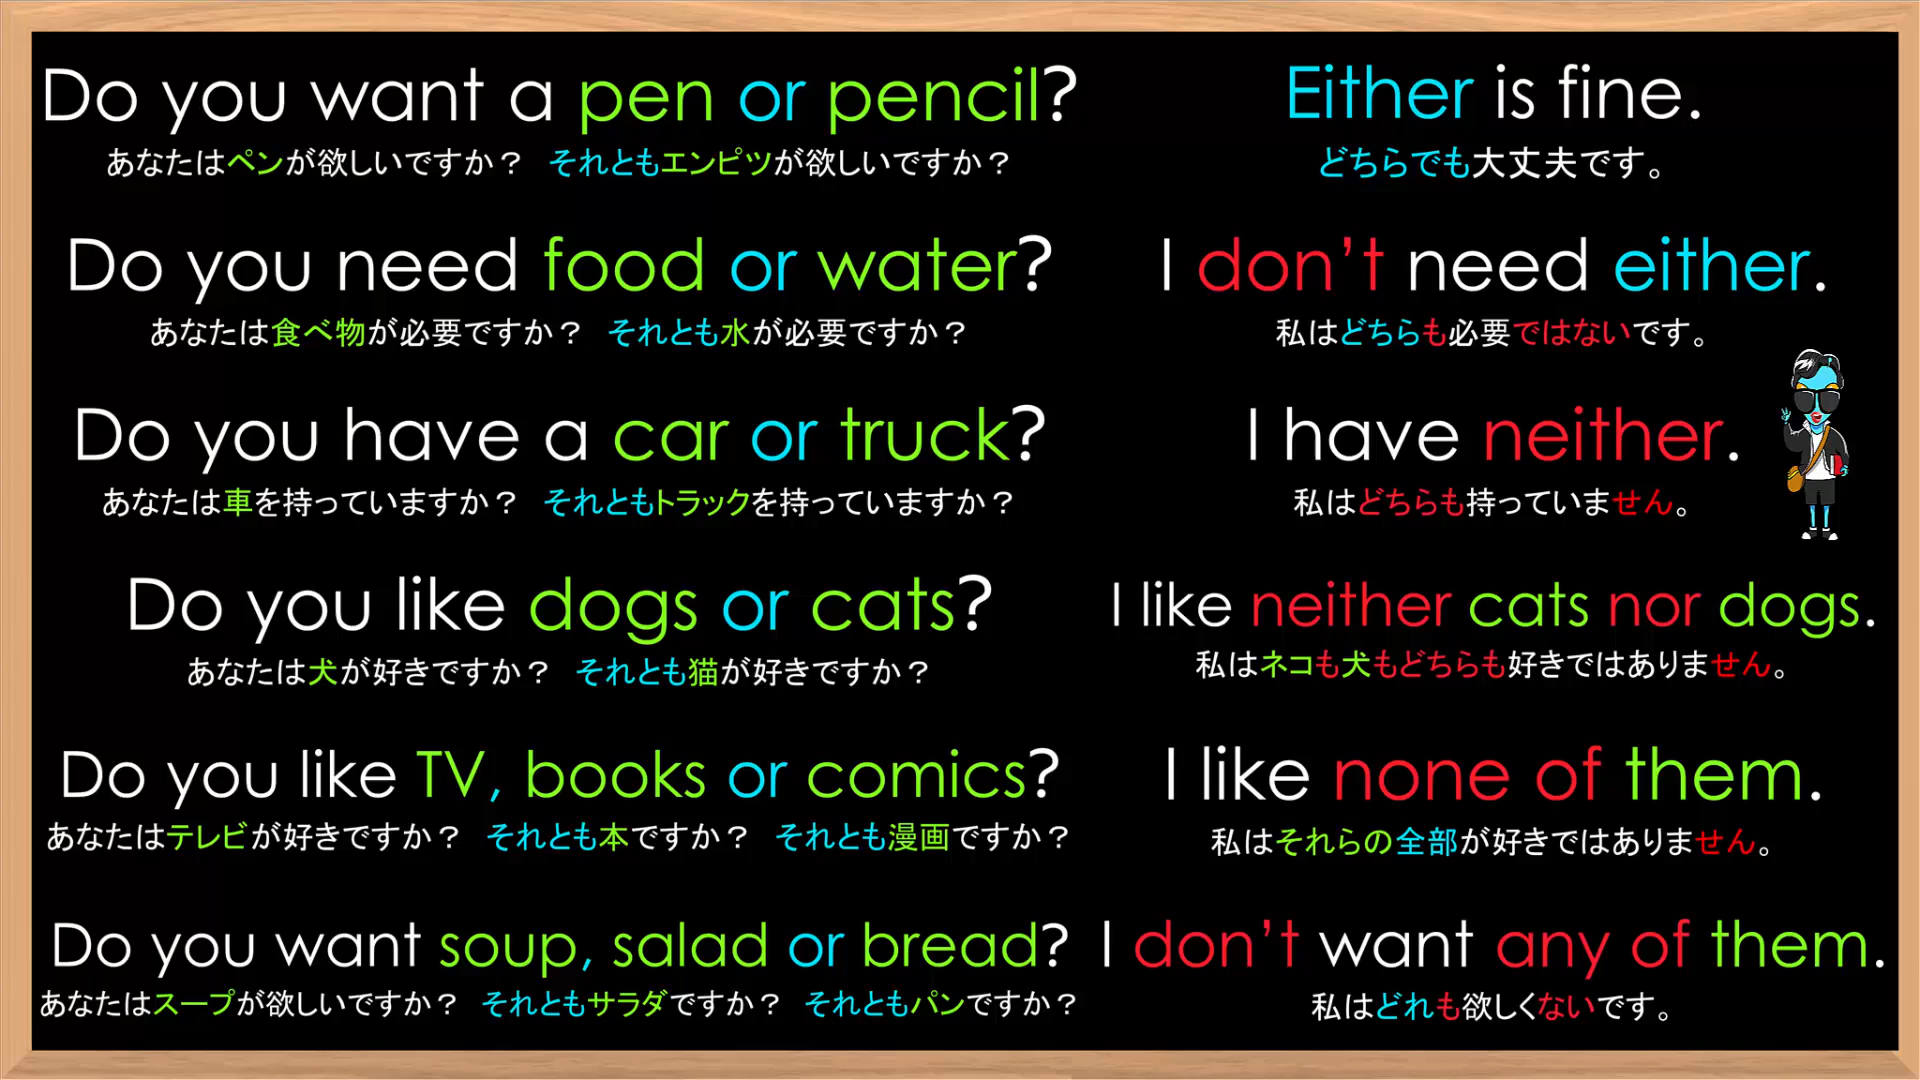 Do you want a pen or pencil?
あなたはペンが欲しいですか？ それともエンピツが欲しいですか？
Either is fine.
どちらでも大丈夫です。
Do you need food or water?
あなたは食べ物が必要ですか？ それとも水が必要ですか？
I don't need either.
私はどちらも必要ではないです。
Do you have a car or truck?
あなたは車を持っていますか？ それともトラックを持っていますか？
I have neither.
私はどちらも持っていません。
Do you like dogs or cats?
あなたは犬が好きですか？ それとも猫が好きですか？
I like neither cats nor dogs.
私はネコも犬もどちらも好きではありません。
Do you like TV, books or comics?
あなたはテレビが好きですか？ それとも本ですか？ それとも漫画ですか？
I like none of them.
私はそれらの全部が好きではありません。
Do you want soup, salad or bread?
あなたはスープが欲しいですか？ それともサラダですか？ それともパンですか？
I don't want any of them.
私はどれも欲しくないです。